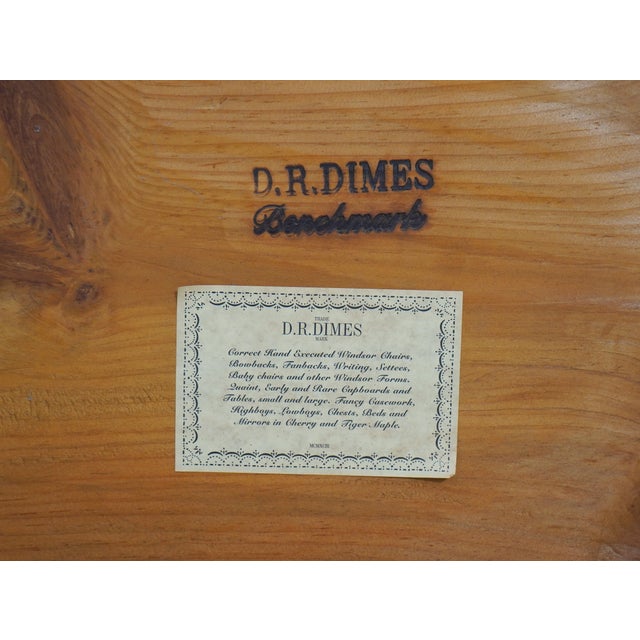 D.R.DIMES
Benchmark
TRADE
D.R.DIMES
MARK
Correct Hand Executed Windsor Chairs,
Bowbacks, Fanbacks, Writing, Settees,
Baby chairs and other Windsor Forms.
Quaint, Early and Rare Cupboards and
Tables, small and large. Fancy Casework,
Highboys, Lowboys, Chests, Beds and
Mirrors in Cherry and Tiger Maple.